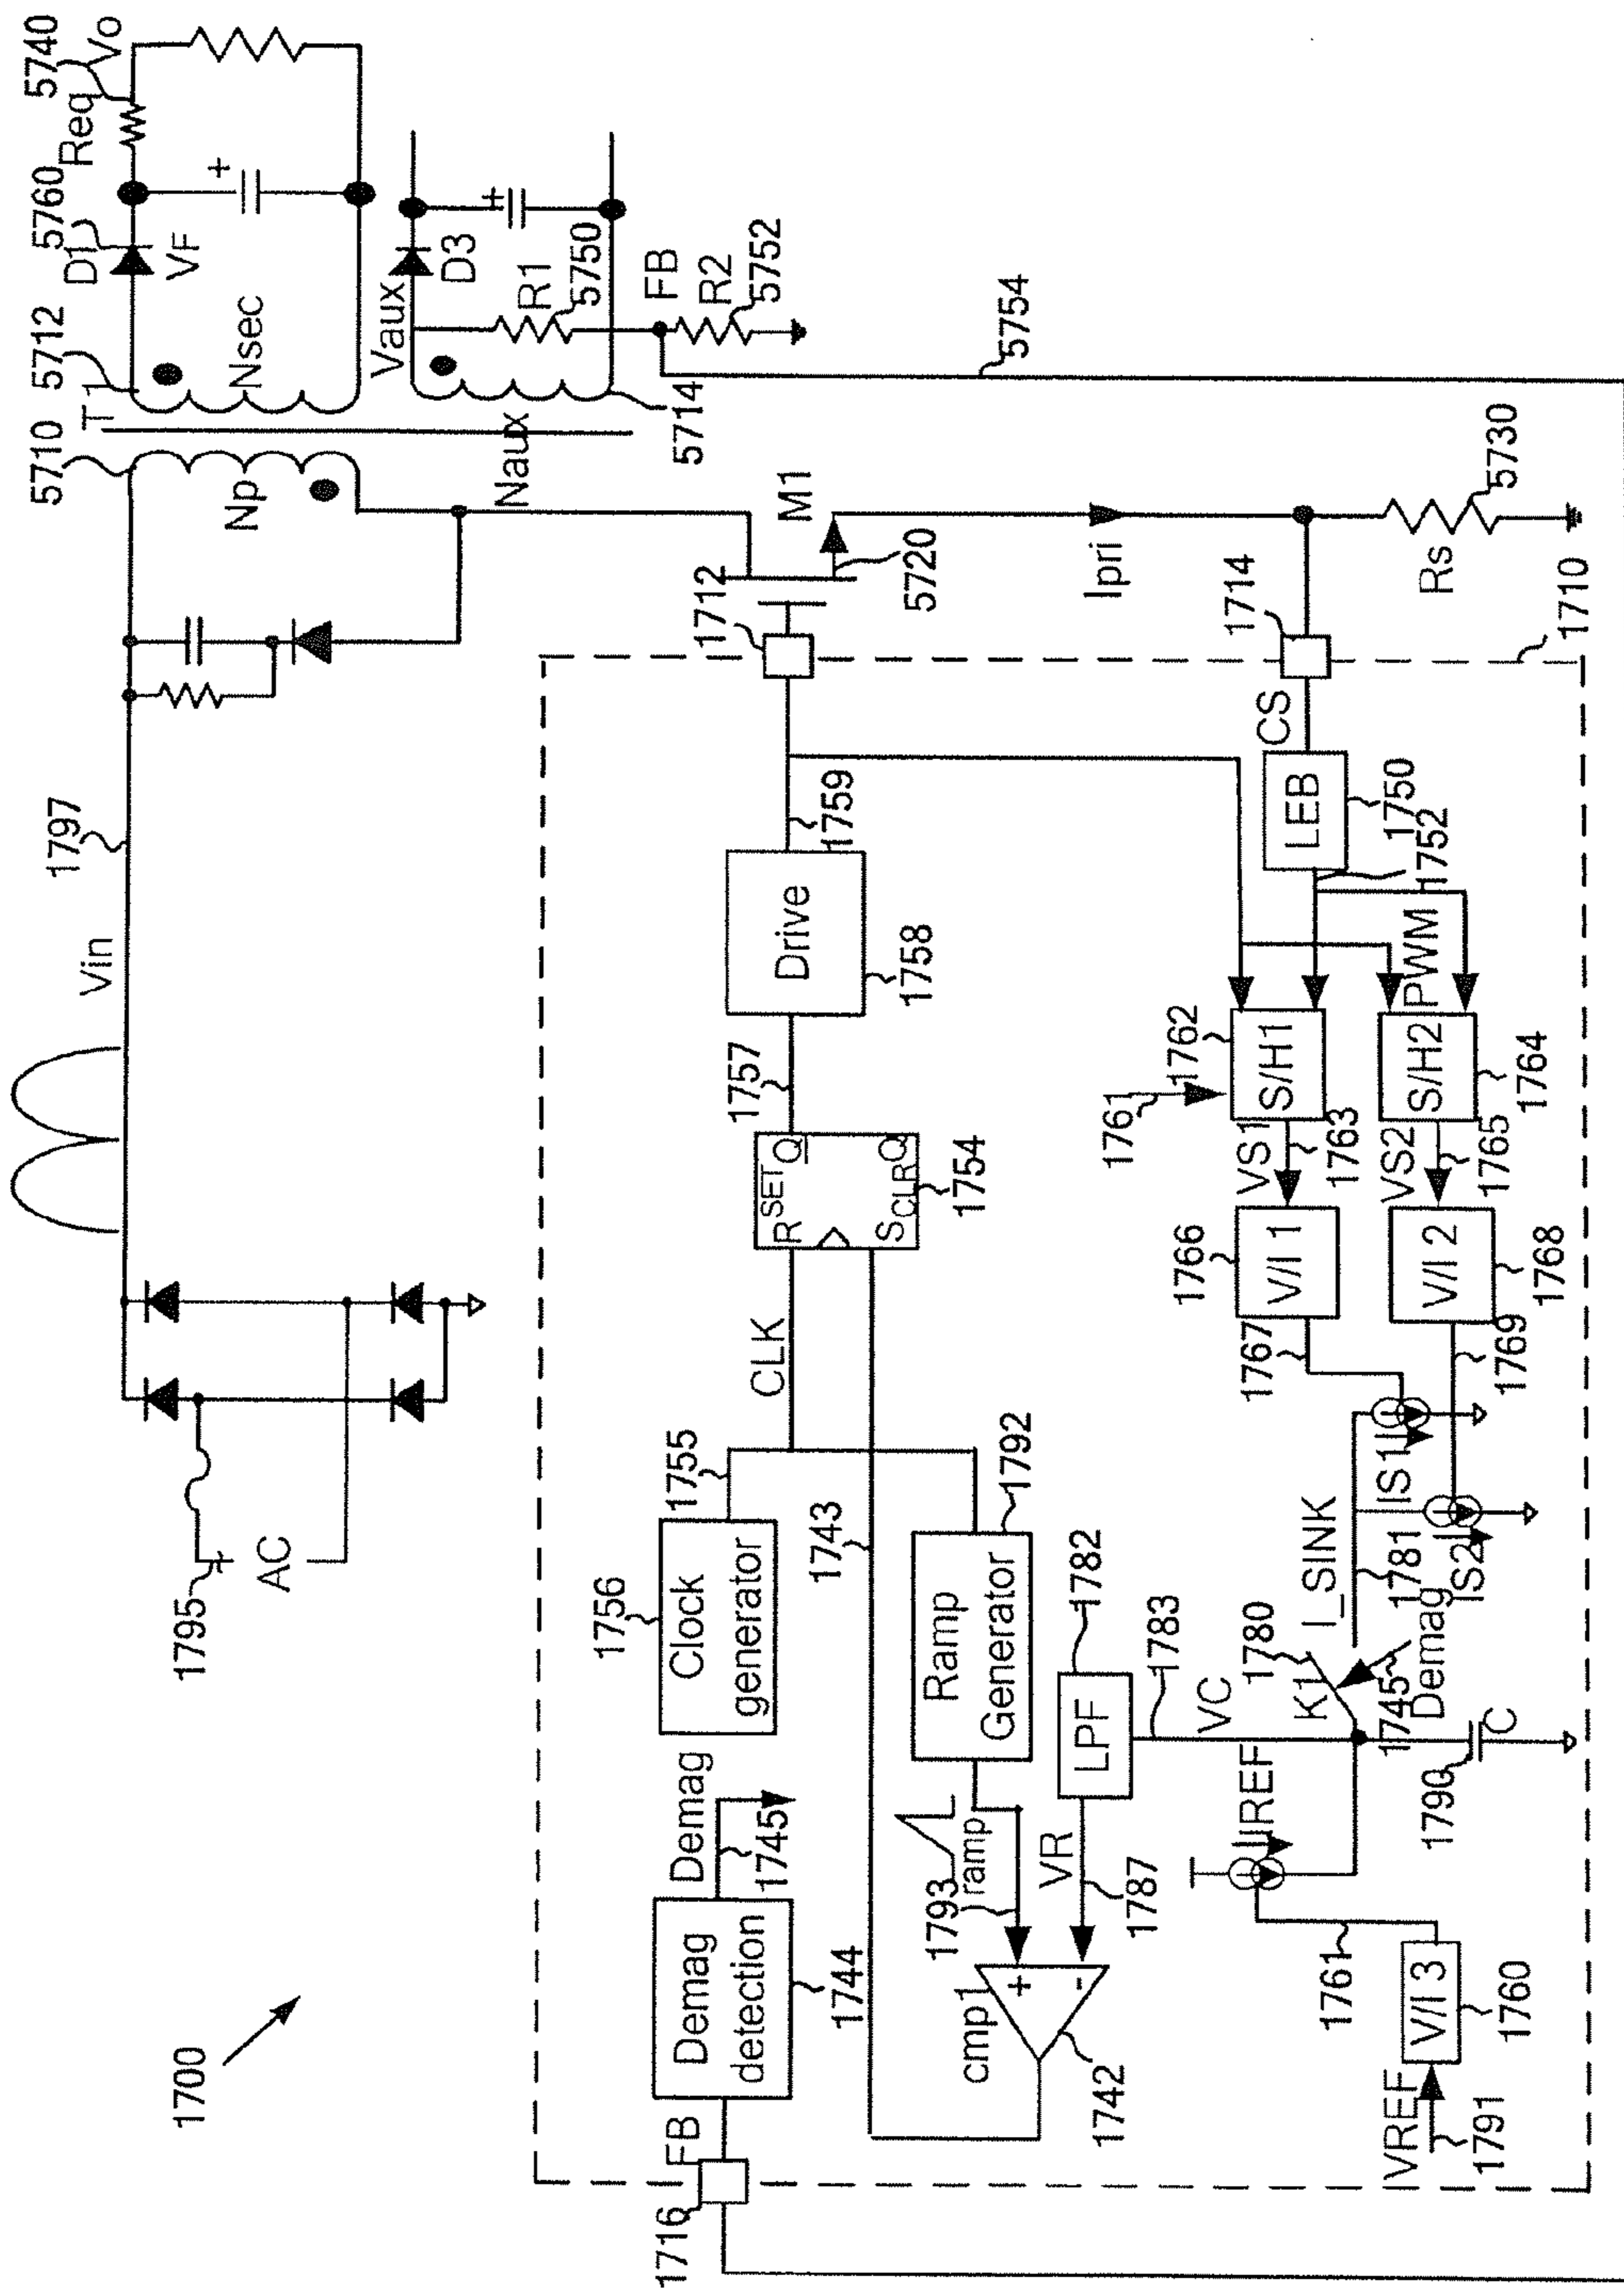 1700
1795
AC
Vin
1797
5710
T1
5712
D1
5760
Req
5740
Vo
VF
Nsec
Np
Naux
Vaux
D3
R1
5750
FB
R2
5752
5714
5754
1716
FB
Demag
detection
1744
Demag
1745
1756
Clock
generator
1755
CLK
R
SET
Q
S
CLR
Q
1754
1757
Drive
1758
1759
1712
M1
5720
Ipri
5730
Rs
1710
1714
CS
LEB
1750
1752
PWM
1743
cmp1
+
-
1742
1793
ramp
Ramp
Generator
1792
VR
1787
LPF
1782
1783
VC
1761
S/H1
1762
VS1
1763
S/H2
1764
VS2
1765
V/I 1
1766
1767
V/I 2
1768
1769
IS1
IS2
I_SINK
1781
1780
K1
1745
Demag
IREF
C
1790
1761
V/I 3
1760
VREF
1791
+
+